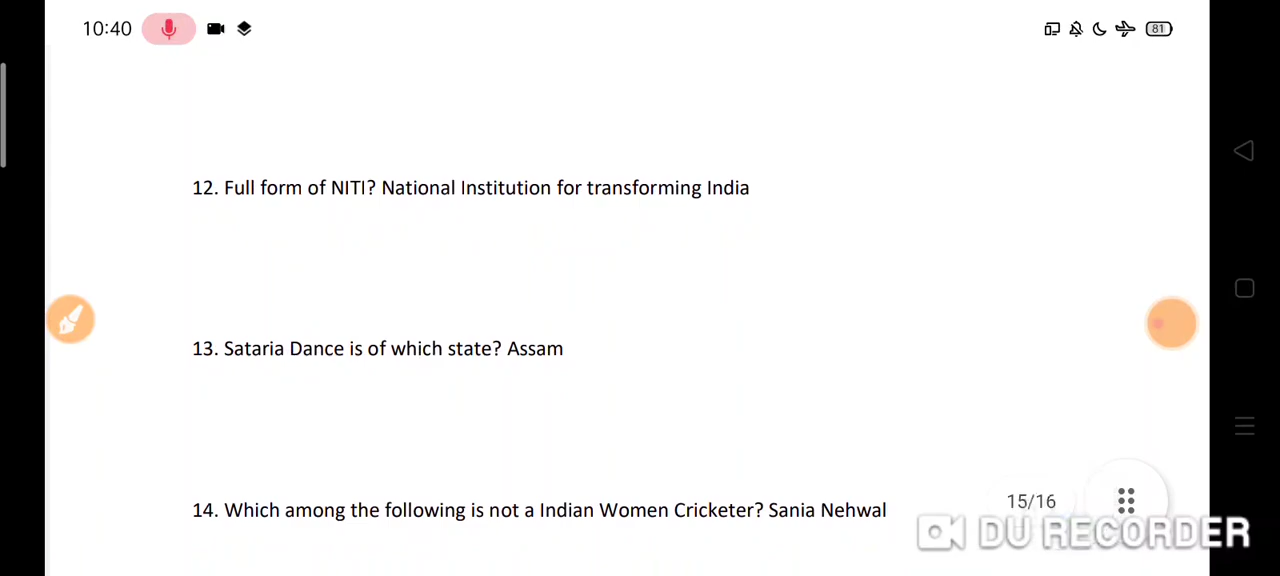 10:40
81
12. Full form of NITI? National Institution for transforming India
13. Sataria Dance is of which state? Assam
14. Which among the following is not a Indian Women Cricketer? Sania Nehwal
15/16
DU RECORDER